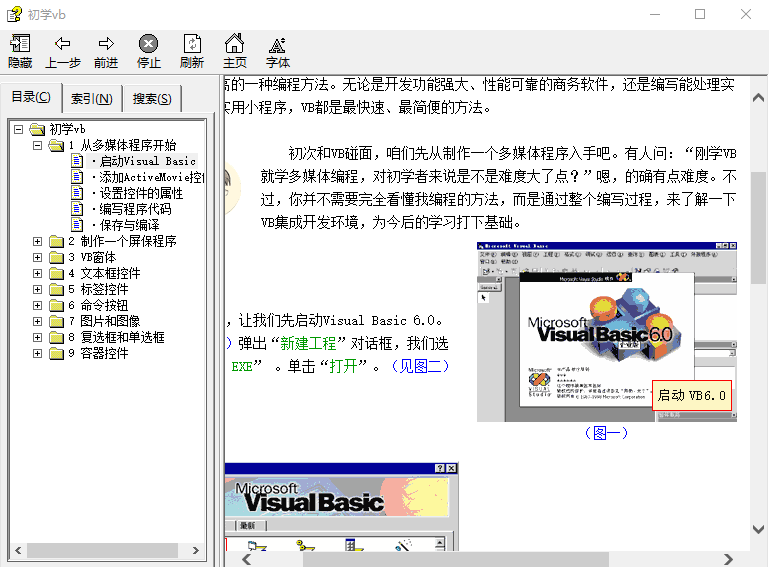 初学vb
隐藏 上一步 前进 停止 刷新 主页 字体
目录(C) 索引(N) 搜索(S)
初学vb
1 从多媒体程序开始
·启动Visual Basic
·添加ActiveMovie控
·设置控件的属性
·编写程序代码
·保存与编译
2 制作一个屏保程序
3 VB窗体
4 文本框控件
5 标签控件
6 命令按钮
7 图片和图像
8 复选框和单选框
9 容器控件
高的一种编程方法。无论是开发功能强大、性能可靠的商务软件，还是编写能处理实
实用小程序，VB都是最快速、最简便的方法。
初次和VB碰面，咱们先从制作一个多媒体程序入手吧。有人问：“刚学VB
就学多媒体编程，对初学者来说是不是难度大了点？”嗯，的确有点难度。不
过，你并不需要完全看懂我编程的方法，而是通过整个编写过程，来了解一下
VB集成开发环境，为今后的学习打下基础。
Microsoft Visual Basic
General
Microsoft
Visual Basic 6.0
企业版
Microsoft
Visual
Studio
启动 VB6.0
（图一）
，让我们先启动Visual Basic 6.0。
）弹出“新建工程”对话框，我们选
EXE” 。单击“打开”。（见图二）
Microsoft
Visual Basic
最新